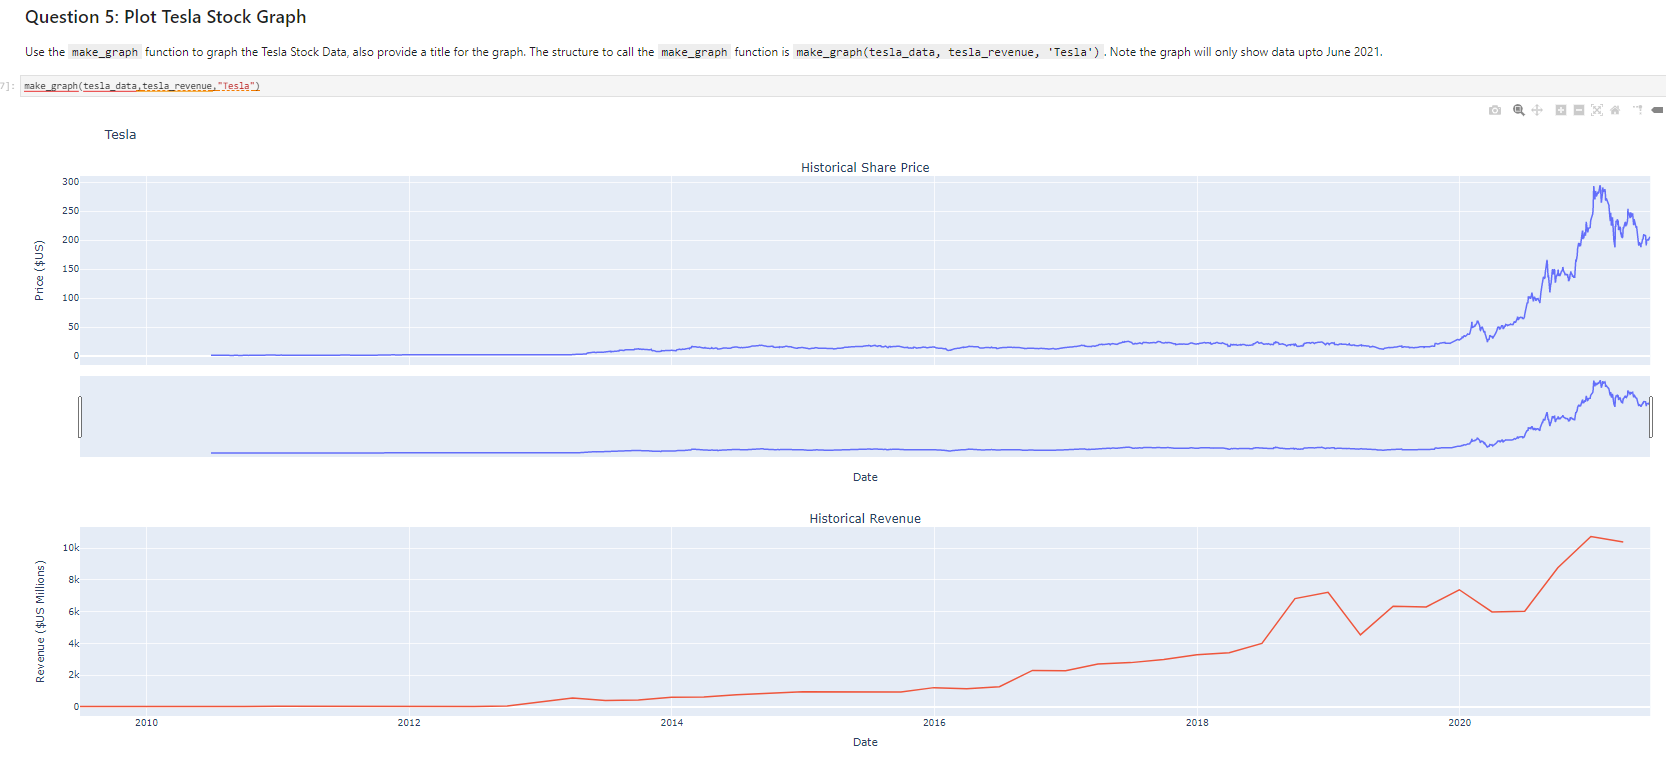 Question 5: Plot Tesla Stock Graph
Use the make_graph function to graph the Tesla Stock Data, also provide a title for the graph. The structure to call the make_graph function is make_graph(tesla_data, tesla_revenue, 'Tesla'). Note the graph will only show data upto June 2021.
7]: make_graph(tesla_data,tesla_revenue,"Tesla")
Tesla
Historical Share Price
300
250
200
150
100
50
0
Price ($US)
Date
Historical Revenue
10k
8k
6k
4k
2k
0
Revenue ($US Millions)
2010 2012 2014 2016 2018 2020
Date